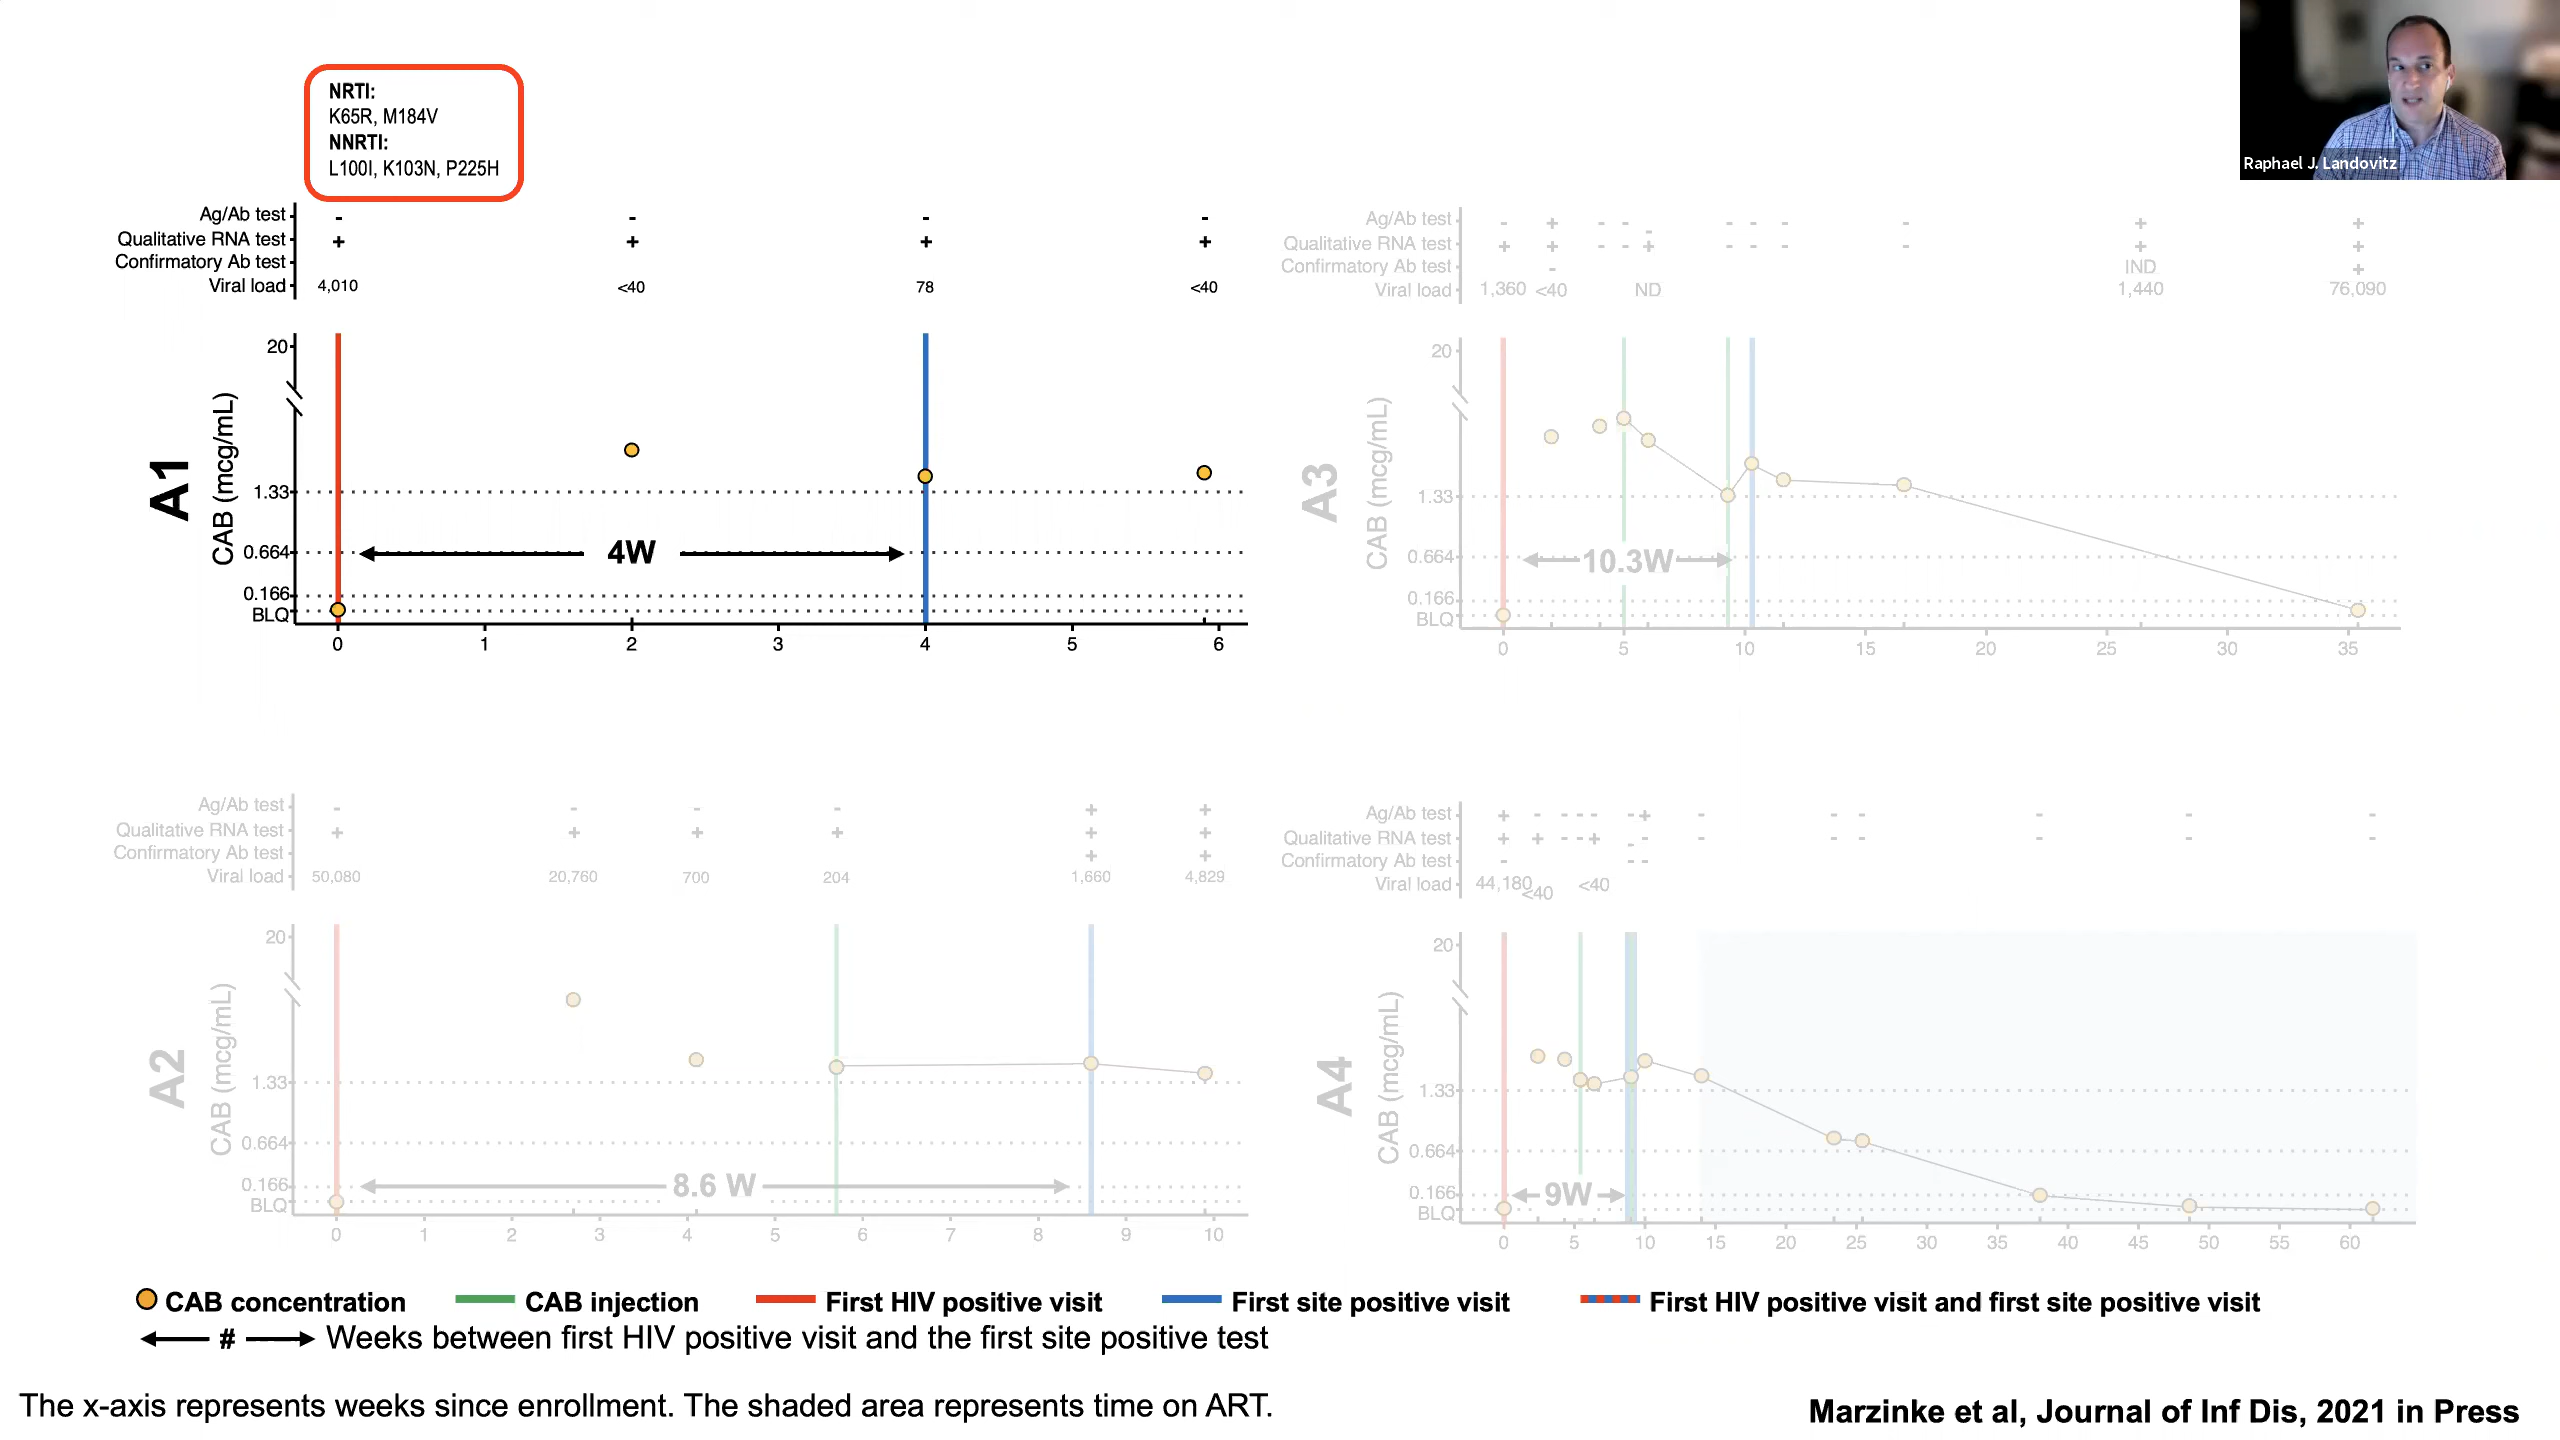 Raphael J. Landovitz
NRTI:
K65R, M184V
NNRTI:
L100I, K103N, P225H
Ag/Ab test - - - -
Qualitative RNA test + + + +
Confirmatory Ab test
Viral load 4,010 <40 78 <40
A1
CAB (mcg/mL)
20
1.33
0.664
0.166
BLQ
4W
0 1 2 3 4 5 6
Ag/Ab test - + - - - - - - - + +
Qualitative RNA test + + - - + - - - - + +
Confirmatory Ab test - IND +
Viral load 1,360 <40 ND 1,440 76,090
A3
CAB (mcg/mL)
20
1.33
0.664
0.166
BLQ
10.3W
0 5 10 15 20 25 30 35
Ag/Ab test - - - - + +
Qualitative RNA test + + + + + +
Confirmatory Ab test + +
Viral load 50,080 20,760 700 204 1,660 4,829
A2
CAB (mcg/mL)
20
1.33
0.664
0.166
BLQ
8.6 W
0 1 2 3 4 5 6 7 8 9 10
Ag/Ab test + - - - - - + - - - - - -
Qualitative RNA test + + - - + - - - - - - - -
Confirmatory Ab test - - -
Viral load 44,180 <40 <40
A4
CAB (mcg/mL)
20
1.33
0.664
0.166
BLQ
9W
0 5 10 15 20 25 30 35 40 45 50 55 60
CAB concentration CAB injection First HIV positive visit First site positive visit First HIV positive visit and first site positive visit
# Weeks between first HIV positive visit and the first site positive test
The x-axis represents weeks since enrollment. The shaded area represents time on ART.
Marzinke et al, Journal of Inf Dis, 2021 in Press